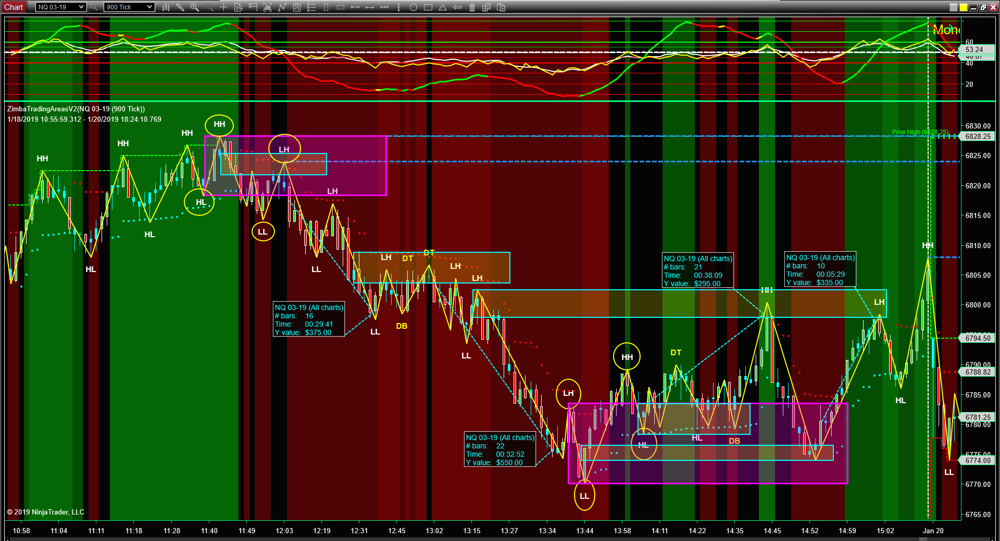 Chart
NQ 03-19
900 Tick
60
53.24
40
20
ZimbaTradingAreasV2(NQ 03-19 (900 Tick))
1/18/2019 10:55:59.312 - 1/20/2019 18:24:10.769
HH
HH
HH
HH
LH
LH
HL
HL
HL
LL
LL
LH
DT
DT
LH
LH
LL
DB
LL
HH
LH
HH
DT
HH
LH
HL
HL
HL
DB
LL
LL
NQ 03-19 (All charts)
# bars: 16
Time: 00:29:41
Y value: $375.00
NQ 03-19 (All charts)
# bars: 22
Time: 00:32:52
Y value: $550.00
NQ 03-19 (All charts)
# bars: 21
Time: 00:38:09
Y value: $295.00
NQ 03-19 (All charts)
# bars: 10
Time: 00:05:29
Y value: $335.00
Prior High (6828.25)
6830.00
6828.25
6825.00
6820.00
6815.00
6810.00
6805.00
6800.00
6794.50
6790.00
6788.82
6785.00
6781.25
6780.00
6775.00
6774.00
6770.00
6765.00
© 2019 NinjaTrader, LLC
10:58 11:04 11:11 11:18 11:28 11:40 11:49 12:03 12:19 12:31 12:45 13:02 13:15 13:27 13:34 13:44 13:58 14:11 14:22 14:35 14:45 14:52 14:59 15:02 Jan 20